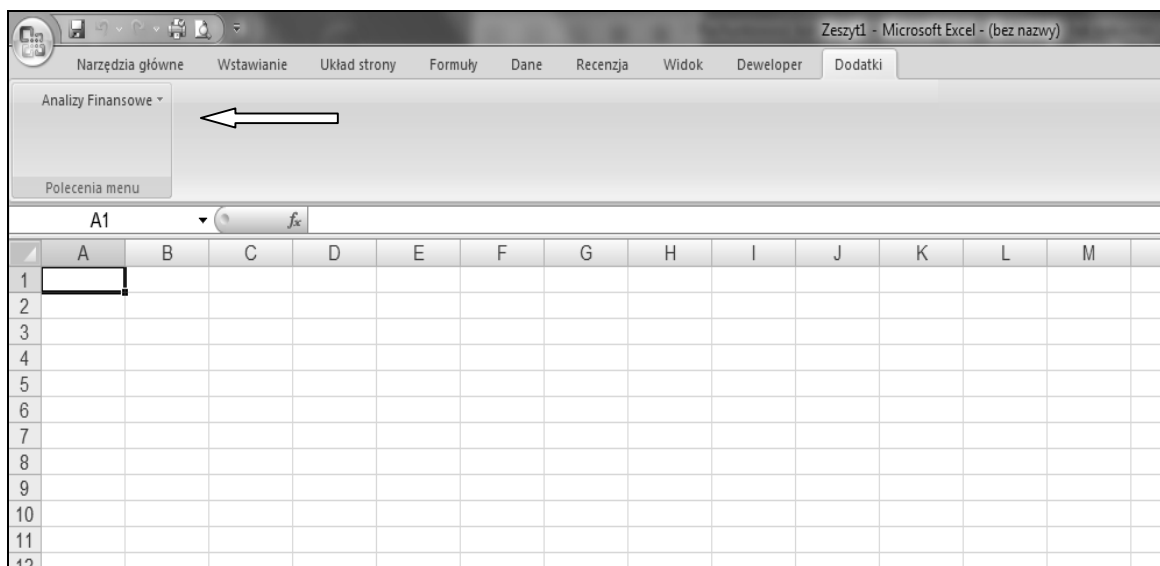 Zeszyt1 - Microsoft Excel - (bez nazwy)
Narzędzia główne Wstawianie Układ strony Formuły Dane Recenzja Widok Deweloper Dodatki
Analizy Finansowe
Polecenia menu
A1 fx
A B C D E F G H I J K L M
1
2
3
4
5
6
7
8
9
10
11
12